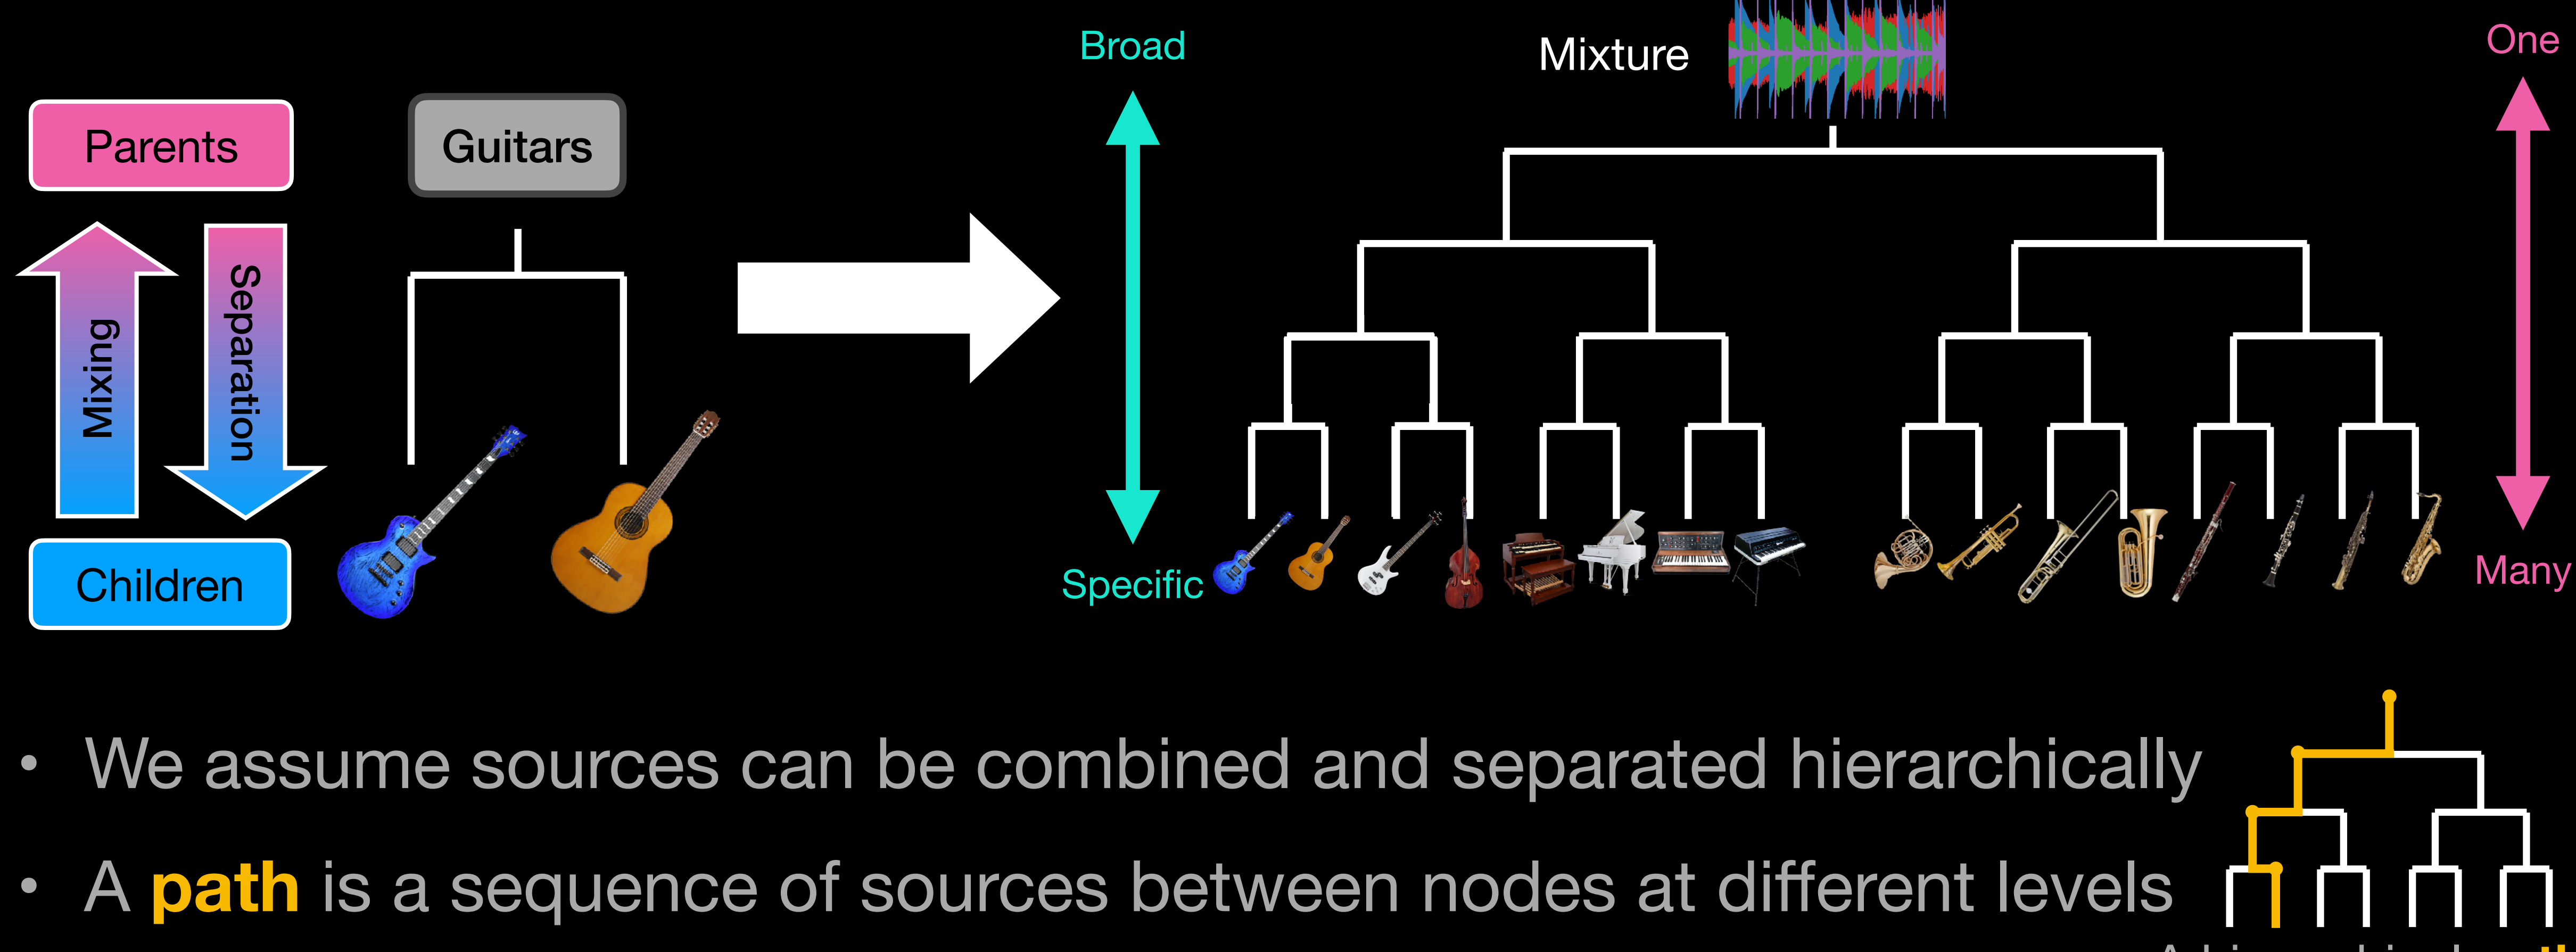 Parents
Mixing
Separation
Children
Guitars
Broad
Specific
Mixture
One
Many
• We assume sources can be combined and separated hierarchically
• A path is a sequence of sources between nodes at different levels